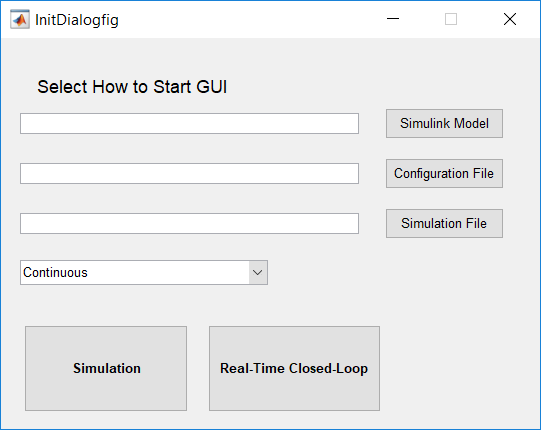 InitDialogfig
Select How to Start GUI
Simulink Model
Configuration File
Simulation File
Continuous
Simulation
Real-Time Closed-Loop